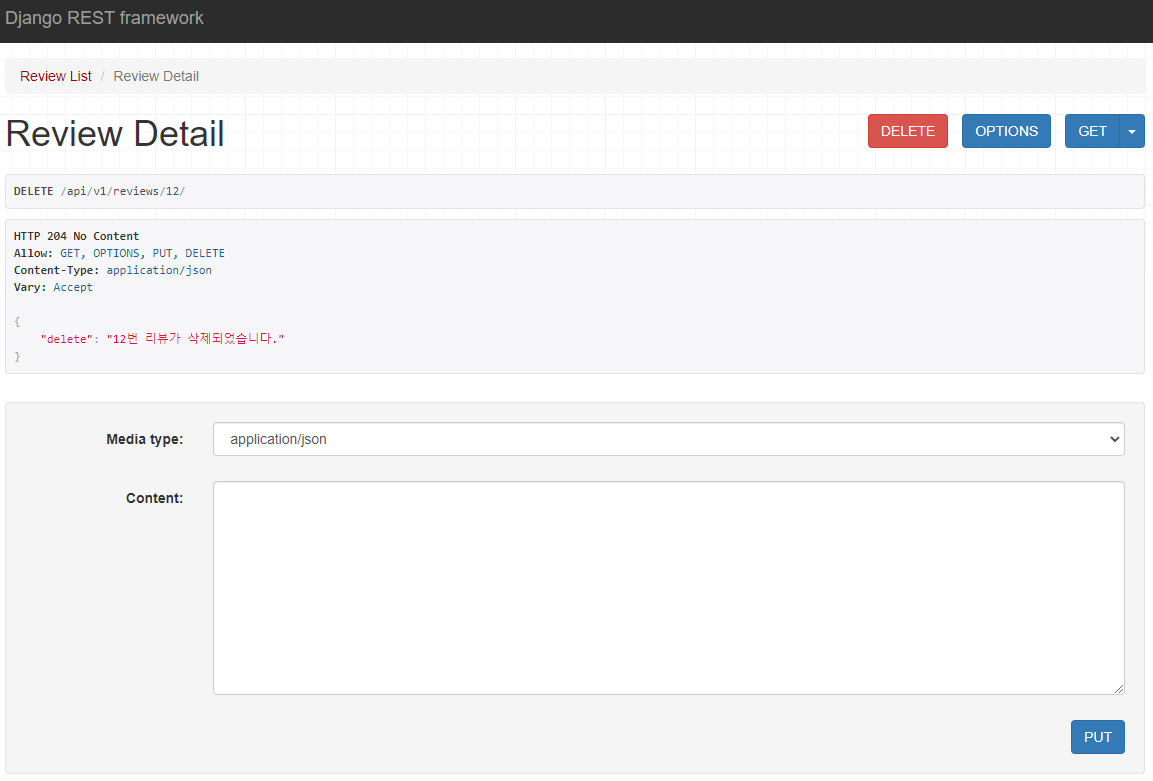 Django REST framework
Review List / Review Detail
Review Detail
DELETE OPTIONS GET
DELETE /api/v1/reviews/12/
HTTP 204 No Content
Allow: GET, OPTIONS, PUT, DELETE
Content-Type: application/json
Vary: Accept
{
"delete": "12번 리뷰가 삭제되었습니다."
}
Media type: application/json
Content:
PUT